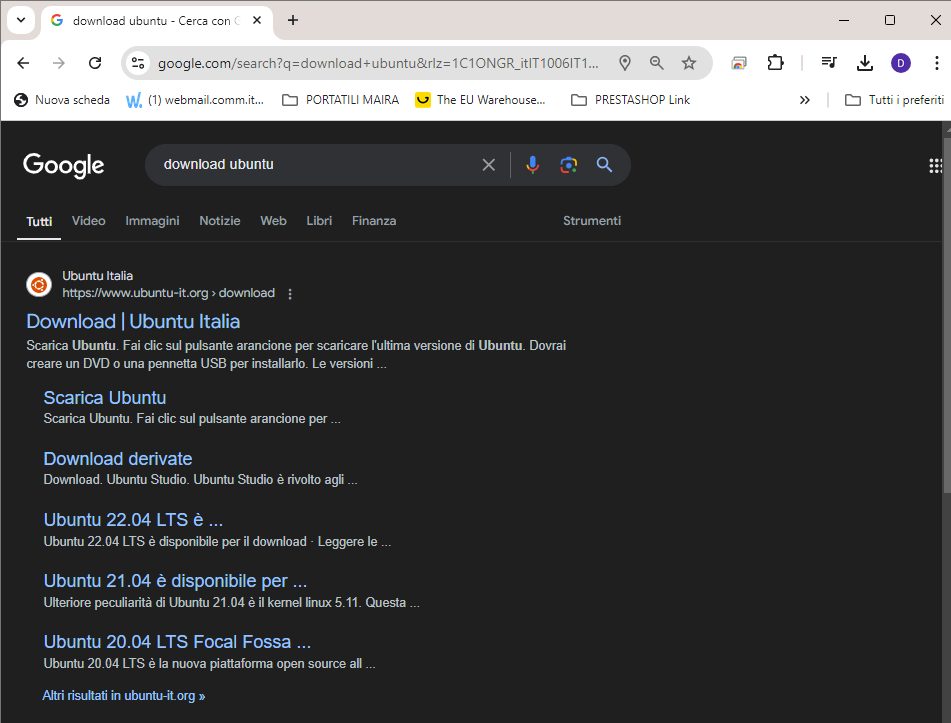 download ubuntu - Cerca con G
google.com/search?q=download+ubuntu&rlz=1C1ONGR_itIT1006IT1...
D
Nuova scheda
W. (1) webmail.comm.it...
PORTATILI MAIRA
The EU Warehouse...
PRESTASHOP Link
»
Tutti i preferiti
Google
download ubuntu
Tutti
Video
Immagini
Notizie
Web
Libri
Finanza
Strumenti
Ubuntu Italia
https://www.ubuntu-it.org › download
Download | Ubuntu Italia
Scarica Ubuntu. Fai clic sul pulsante arancione per scaricare l'ultima versione di Ubuntu. Dovrai
creare un DVD o una pennetta USB per installarlo. Le versioni ...
Scarica Ubuntu
Scarica Ubuntu. Fai clic sul pulsante arancione per ...
Download derivate
Download. Ubuntu Studio. Ubuntu Studio è rivolto agli ...
Ubuntu 22.04 LTS è ...
Ubuntu 22.04 LTS è disponibile per il download · Leggere le ...
Ubuntu 21.04 è disponibile per ...
Ulteriore peculiarità di Ubuntu 21.04 è il kernel linux 5.11. Questa ...
Ubuntu 20.04 LTS Focal Fossa ...
Ubuntu 20.04 LTS è la nuova piattaforma open source all ...
Altri risultati in ubuntu-it.org »